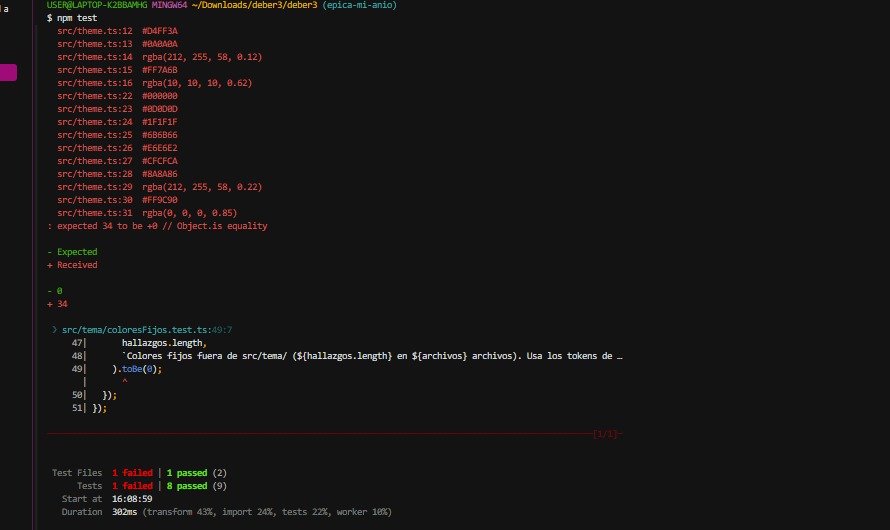 a
USER@LAPTOP-K2BBAMHG MINGW64 ~/Downloads/deber3/deber3 (epica-mi-anio)
$ npm test
src/theme.ts:12 #D4FF3A
src/theme.ts:13 #0A0A0A
src/theme.ts:14 rgba(212, 255, 58, 0.12)
src/theme.ts:15 #FF7A6B
src/theme.ts:16 rgba(10, 10, 10, 0.62)
src/theme.ts:22 #000000
src/theme.ts:23 #0D0D0D
src/theme.ts:24 #1F1F1F
src/theme.ts:25 #6B6B66
src/theme.ts:26 #E6E6E2
src/theme.ts:27 #CFCFCA
src/theme.ts:28 #8A8A86
src/theme.ts:29 rgba(212, 255, 58, 0.22)
src/theme.ts:30 #FF9C90
src/theme.ts:31 rgba(0, 0, 0, 0.85)
: expected 34 to be +0 // Object.is equality
- Expected
+ Received
- 0
+ 34
❯ src/tema/coloresFijos.test.ts:49:7
47| hallazgos.length,
48| `Colores fijos fuera de src/tema/ (${hallazgos.length} en ${archivos} archivos). Usa los tokens de …
49| ).toBe(0);
| ^
50| });
51| });
[1/1]
Test Files 1 failed | 1 passed (2)
Tests 1 failed | 8 passed (9)
Start at 16:08:59
Duration 302ms (transform 43%, import 24%, tests 22%, worker 10%)